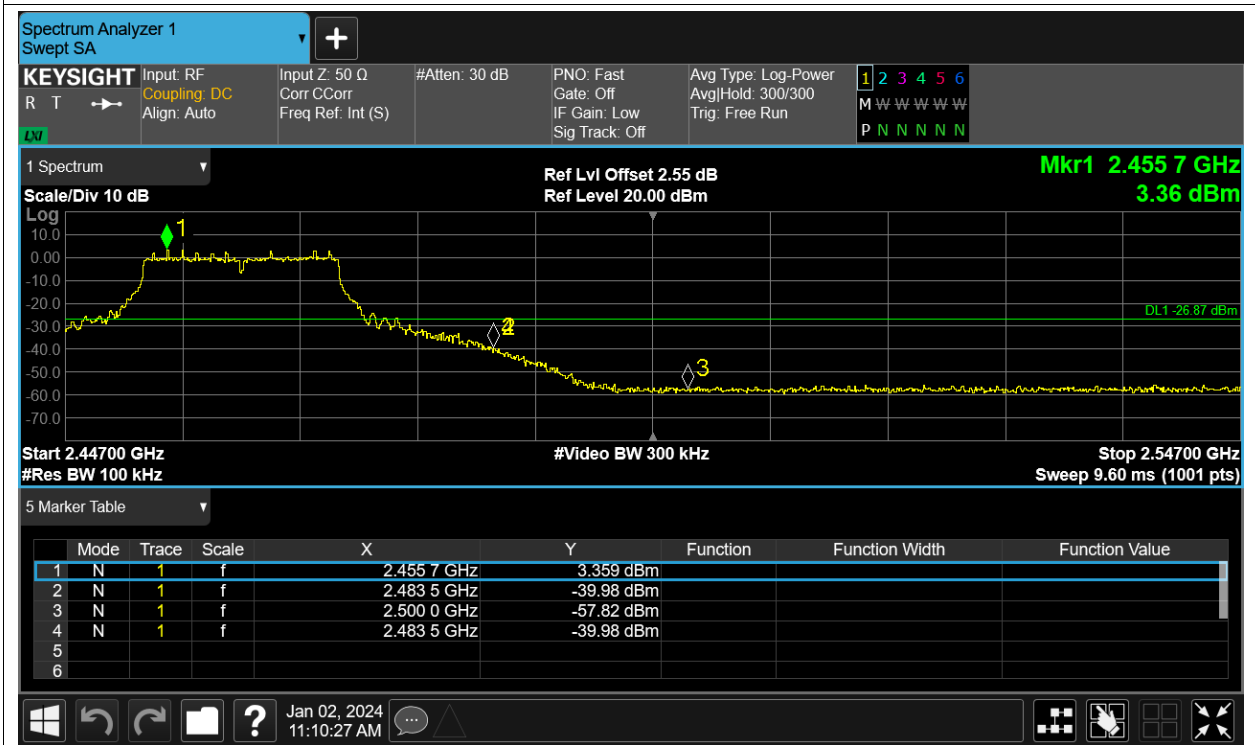 Spectrum Analyzer 1
Swept SA
KEYSIGHT
R T
LXI
Input: RF
Coupling: DC
Align: Auto
Input Z: 50 Ω
Corr CCorr
Freq Ref: Int (S)
#Atten: 30 dB
PNO: Fast
Gate: Off
IF Gain: Low
Sig Track: Off
Avg Type: Log-Power
Avg|Hold: 300/300
Trig: Free Run
1 2 3 4 5 6
M W W W W W
P N N N N N
1 Spectrum
Scale/Div 10 dB
Ref Lvl Offset 2.55 dB
Ref Level 20.00 dBm
Mkr1 2.455 7 GHz
3.36 dBm
Log
10.0
0.00
-10.0
-20.0
-30.0
-40.0
-50.0
-60.0
-70.0
1
2
3
DL1 -26.87 dBm
Start 2.44700 GHz
#Res BW 100 kHz
#Video BW 300 kHz
Stop 2.54700 GHz
Sweep 9.60 ms (1001 pts)
5 Marker Table
Mode Trace Scale X Y Function Function Width Function Value
1 N 1 f 2.455 7 GHz 3.359 dBm
2 N 1 f 2.483 5 GHz -39.98 dBm
3 N 1 f 2.500 0 GHz -57.82 dBm
4 N 1 f 2.483 5 GHz -39.98 dBm
5
6
?
Jan 02, 2024
11:10:27 AM